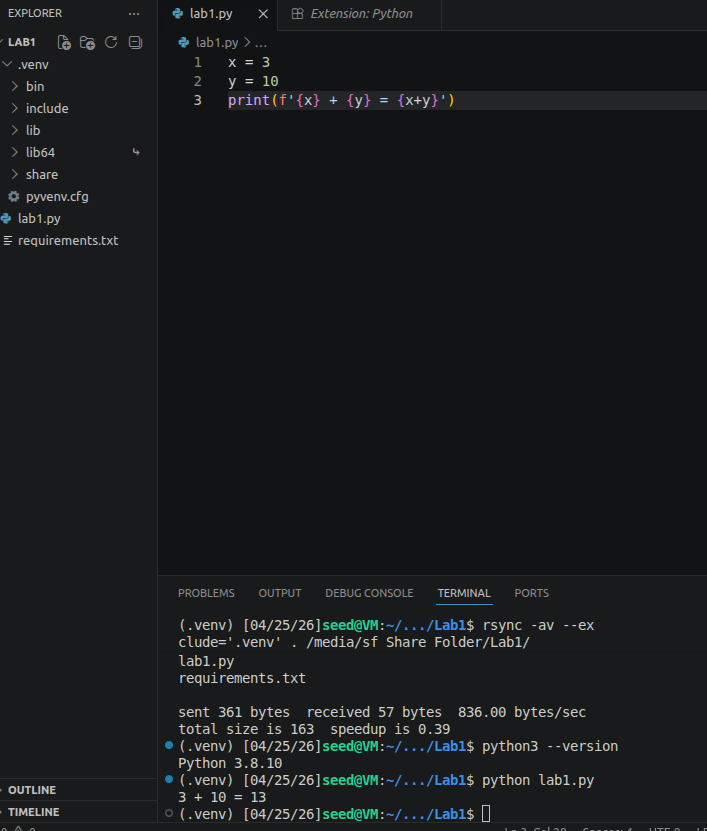 EXPLORER
LAB1
.venv
bin
include
lib
lib64
share
pyvenv.cfg
lab1.py
requirements.txt
OUTLINE
TIMELINE
lab1.py
Extension: Python
lab1.py > ...
1 x = 3
2 y = 10
3 print(f'{x} + {y} = {x+y}')
PROBLEMS OUTPUT DEBUG CONSOLE TERMINAL PORTS
(.venv) [04/25/26]seed@VM:~/.../Lab1$ rsync -av --ex
clude='.venv' . /media/sf Share Folder/Lab1/
lab1.py
requirements.txt
sent 361 bytes  received 57 bytes  836.00 bytes/sec
total size is 163  speedup is 0.39
(.venv) [04/25/26]seed@VM:~/.../Lab1$ python3 --version
Python 3.8.10
(.venv) [04/25/26]seed@VM:~/.../Lab1$ python lab1.py
3 + 10 = 13
(.venv) [04/25/26]seed@VM:~/.../Lab1$